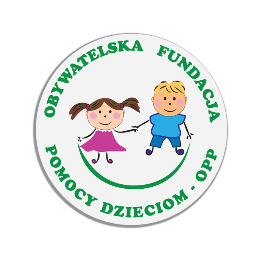 OBYWATELSKA FUNDACJA
POMOCY DZIECIOM - OPP